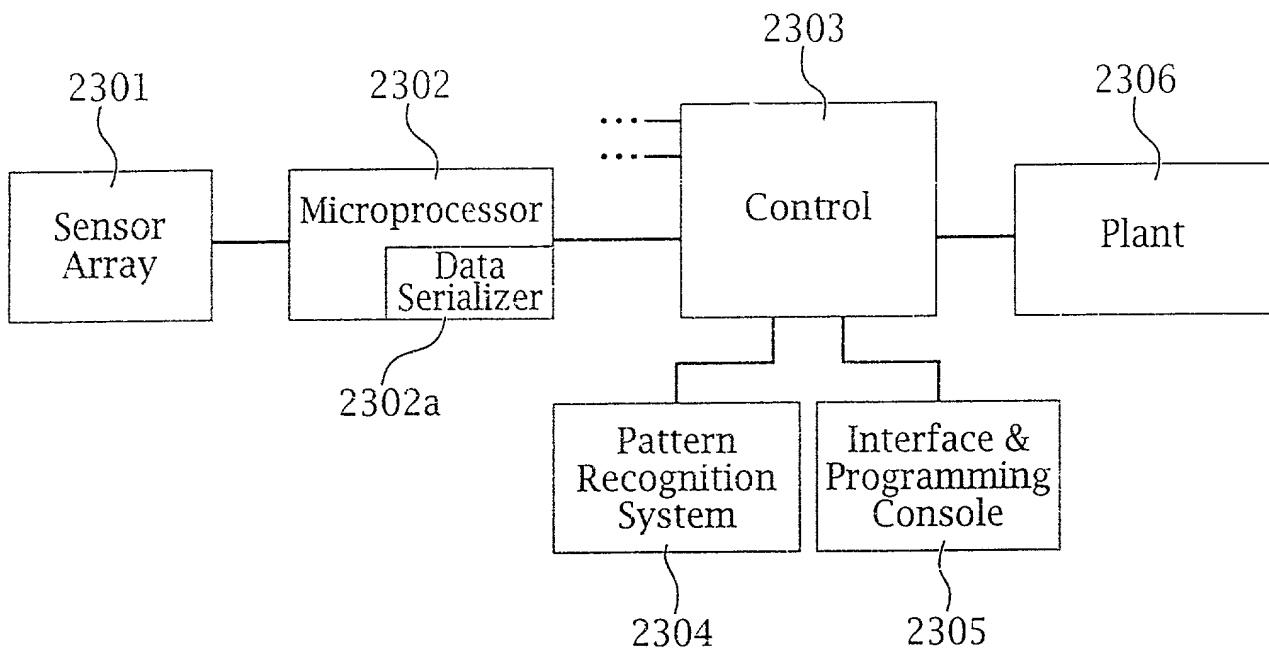 2301
2302
2303
2306
Sensor
Array
Microprocessor
Data
Serializer
2302a
...
...
Control
Plant
Pattern
Recognition
System
Interface &
Programming
Console
2304
2305